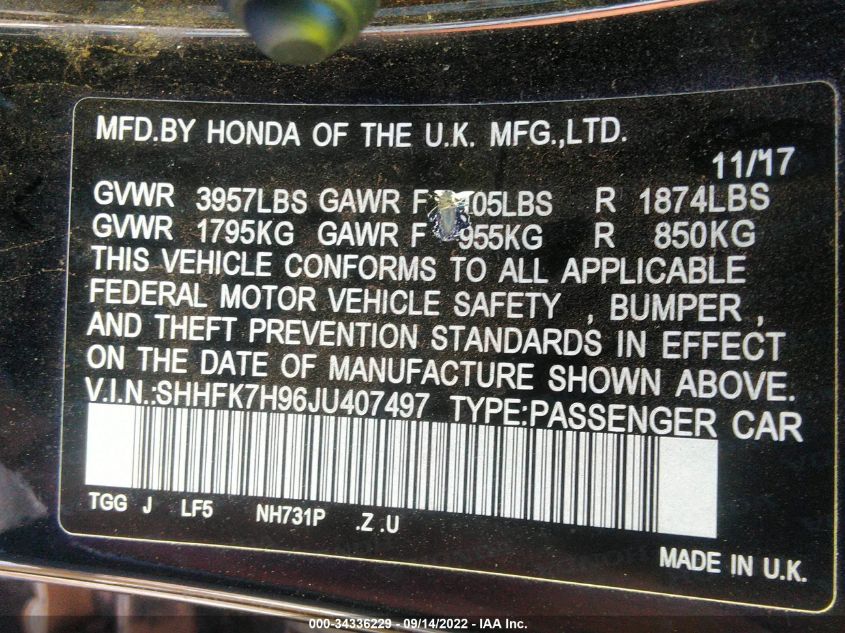 MFD.BY HONDA OF THE U.K. MFG.,LTD.
11/17
GVWR 3957LBS GAWR F 05LBS R 1874LBS
GVWR 1795KG GAWR F 955KG R 850KG
THIS VEHICLE CONFORMS TO ALL APPLICABLE
FEDERAL MOTOR VEHICLE SAFETY , BUMPER ,
AND THEFT PREVENTION STANDARDS IN EFFECT
ON THE DATE OF MANUFACTURE SHOWN ABOVE.
V.I.N.:SHHFK7H96JU407497 TYPE:PASSENGER CAR
TGG J LF5 NH731P .Z .U
MADE IN U.K.
000-34336229 - 09/14/2022 - IAA Inc.